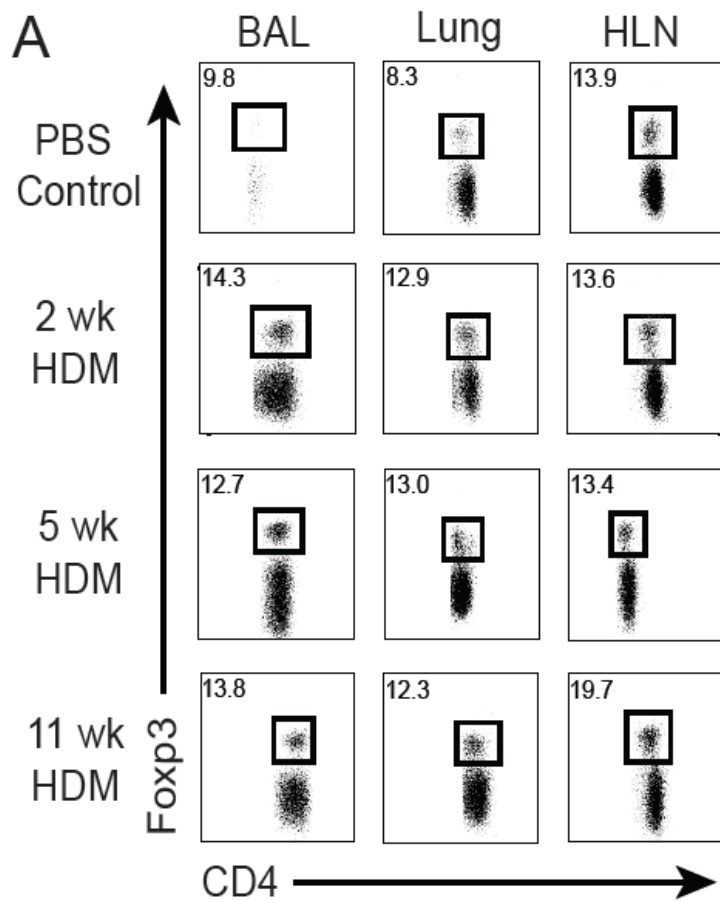 A
BAL Lung HLN
PBS
Control
9.8 8.3 13.9
2 wk
HDM
14.3 12.9 13.6
5 wk
HDM
12.7 13.0 13.4
11 wk
HDM
13.8 12.3 19.7
Foxp3
CD4